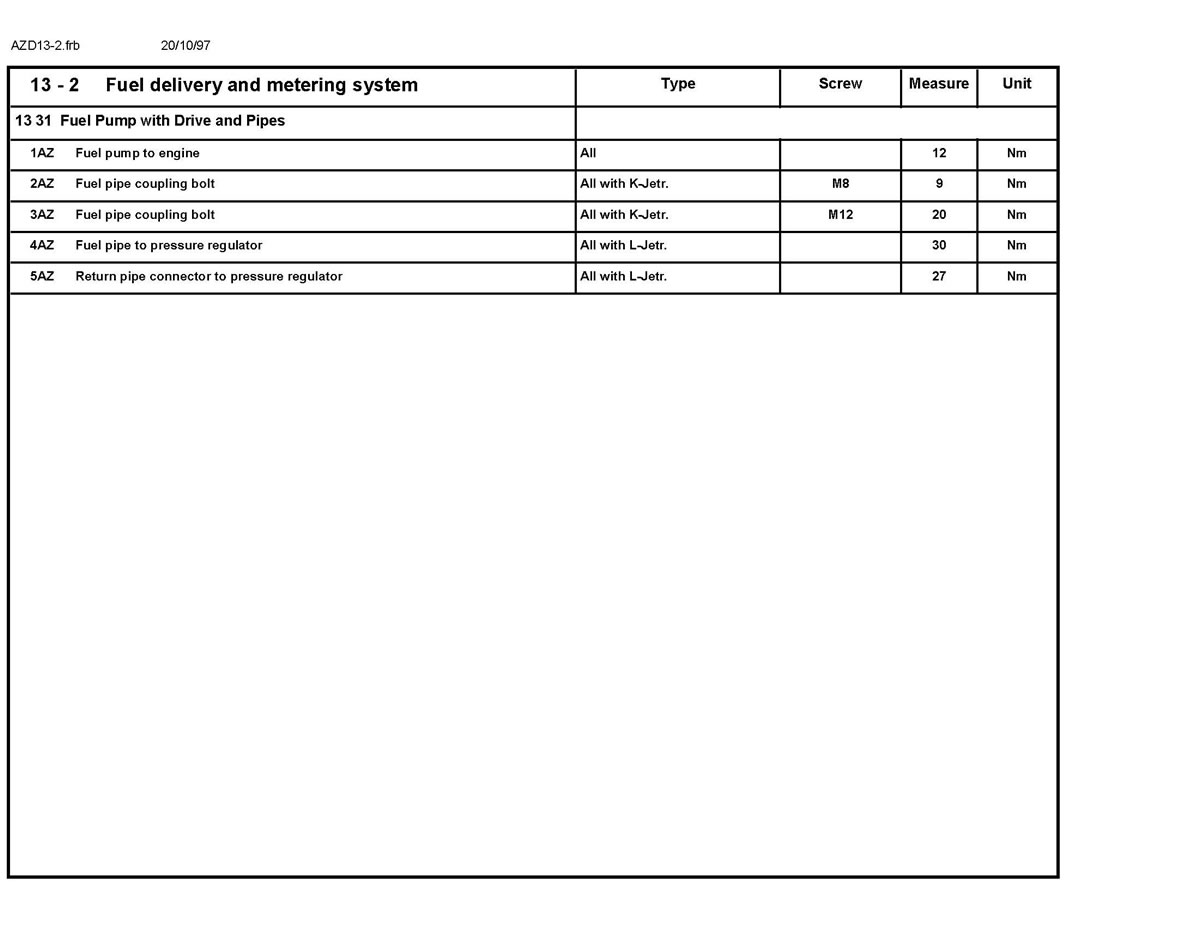 AZD13-2.frb 20/10/97
13 - 2 Fuel delivery and metering system Type Screw Measure Unit
13 31 Fuel Pump with Drive and Pipes
1AZ Fuel pump to engine All 12 Nm
2AZ Fuel pipe coupling bolt All with K-Jetr. M8 9 Nm
3AZ Fuel pipe coupling bolt All with K-Jetr. M12 20 Nm
4AZ Fuel pipe to pressure regulator All with L-Jetr. 30 Nm
5AZ Return pipe connector to pressure regulator All with L-Jetr. 27 Nm